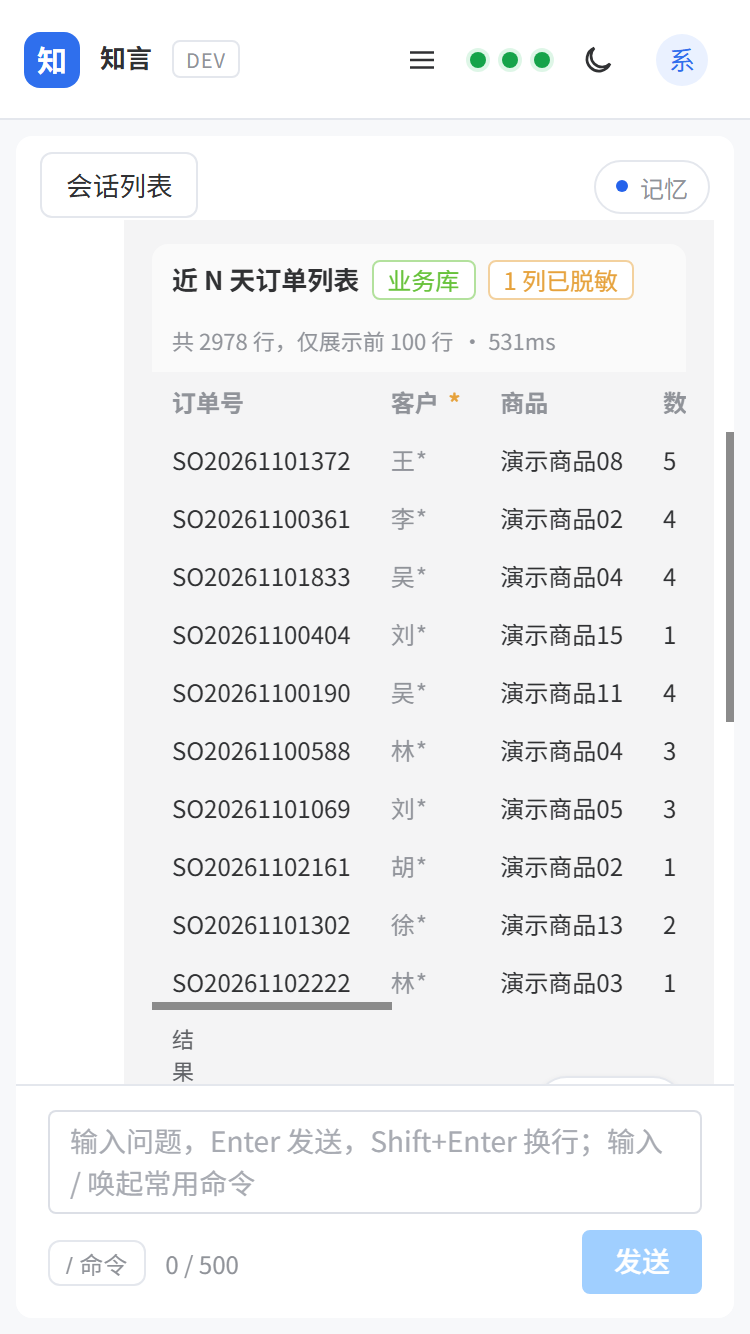 知 知言 DEV 系
会话列表 记忆
近 N 天订单列表 业务库 1 列已脱敏
共 2978 行，仅展示前 100 行 · 531ms
订单号 客户 * 商品 数
SO20261101372 王* 演示商品08 5
SO20261100361 李* 演示商品02 4
SO20261101833 吴* 演示商品04 4
SO20261100404 刘* 演示商品15 1
SO20261100190 吴* 演示商品11 4
SO20261100588 林* 演示商品04 3
SO20261101069 刘* 演示商品05 3
SO20261102161 胡* 演示商品02 1
SO20261101302 徐* 演示商品13 2
SO20261102222 林* 演示商品03 1
结
果
输入问题，Enter 发送，Shift+Enter 换行；输入
/ 唤起常用命令
/ 命令 0 / 500 发送